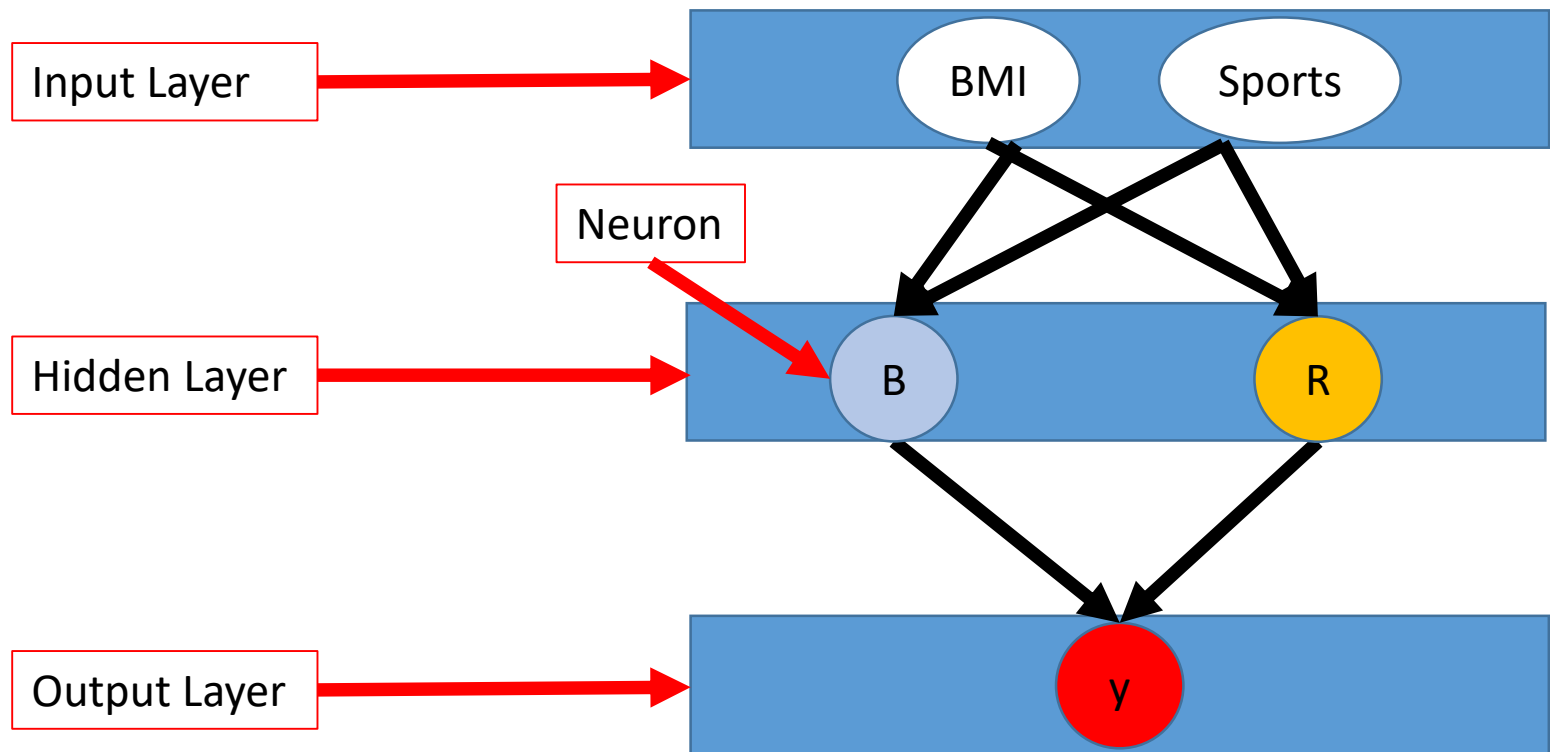 Input Layer
BMI
Sports
Neuron
Hidden Layer
B
R
Output Layer
y